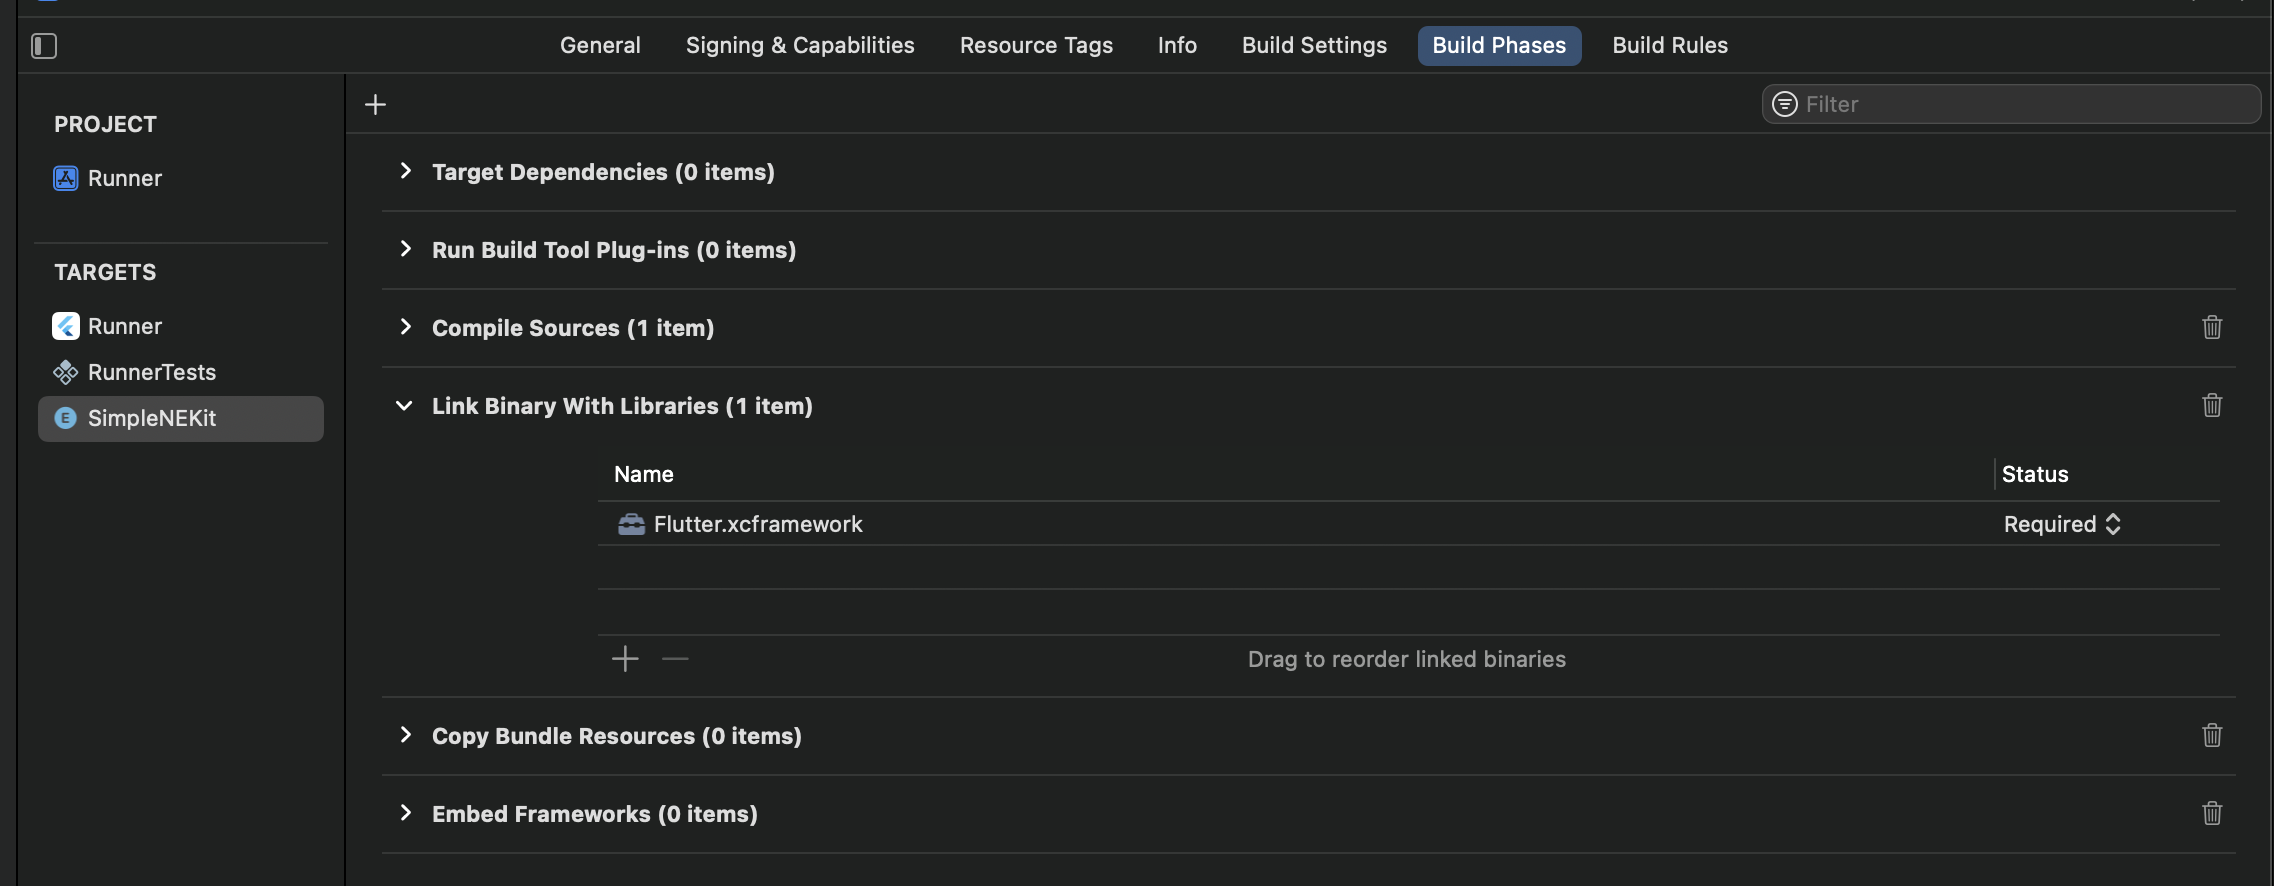 General Signing & Capabilities Resource Tags Info Build Settings Build Phases Build Rules
Filter
PROJECT
Runner
TARGETS
Runner
RunnerTests
E SimpleNEKit
Target Dependencies (0 items)
Run Build Tool Plug-ins (0 items)
Compile Sources (1 item)
Link Binary With Libraries (1 item)
Name Status
Flutter.xcframework Required
Drag to reorder linked binaries
Copy Bundle Resources (0 items)
Embed Frameworks (0 items)